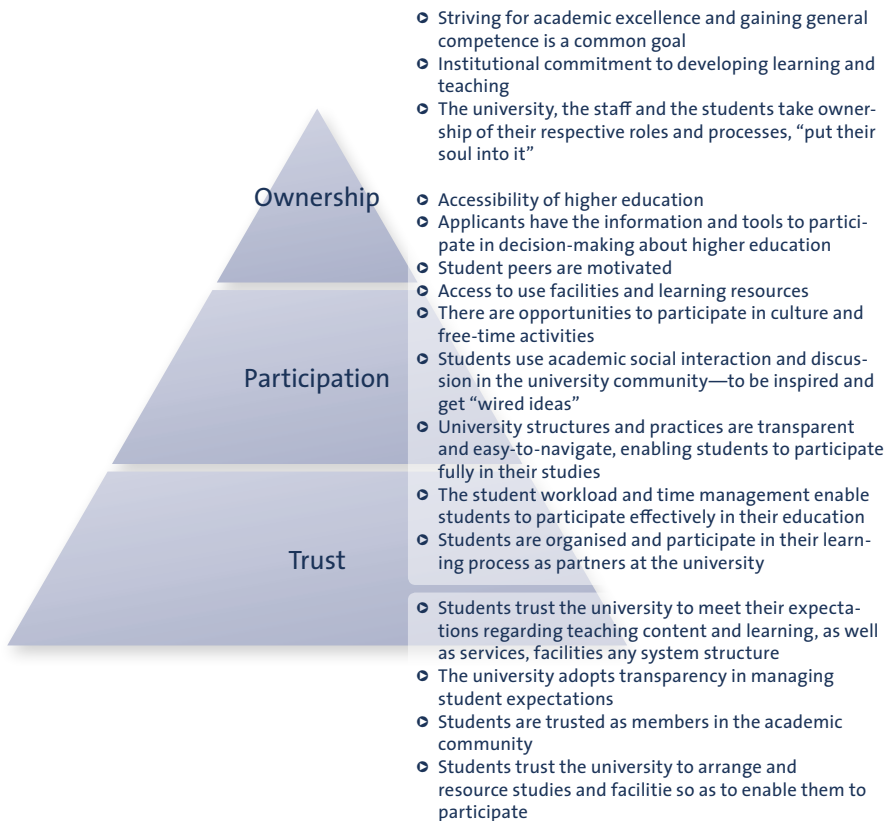 Striving for academic excellence and gaining general
competence is a common goal
Institutional commitment to developing learning and
teaching
The university, the staff and the students take owner-
ship of their respective roles and processes, “put their
soul into it”
Ownership
Accessibility of higher education
Applicants have the information and tools to partici-
pate in decision-making about higher education
Student peers are motivated
Access to use facilities and learning resources
There are opportunities to participate in culture and
free-time activities
Students use academic social interaction and discus-
sion in the university community—to be inspired and
get “wired ideas”
University structures and practices are transparent
and easy-to-navigate, enabling students to participate
fully in their studies
The student workload and time management enable
students to participate effectively in their education
Students are organised and participate in their learn-
ing process as partners at the university
Participation
Trust
Students trust the university to meet their expecta-
tions regarding teaching content and learning, as well
as services, facilities any system structure
The university adopts transparency in managing
student expectations
Students are trusted as members in the academic
community
Students trust the university to arrange and
resource studies and facilitie so as to enable them to
participate